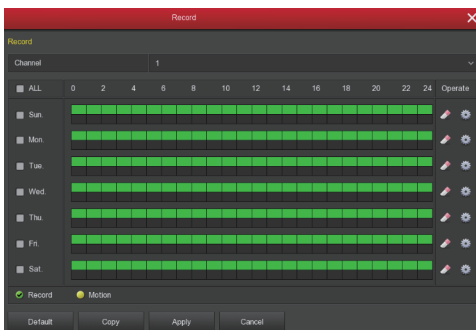 Record
Record
Channel 1
ALL 0 2 4 6 8 10 12 14 16 18 20 22 24 Operate
Sun.
Mon.
Tue.
Wed.
Thu.
Fri.
Sat.
Record Motion
Default Copy Apply Cancel